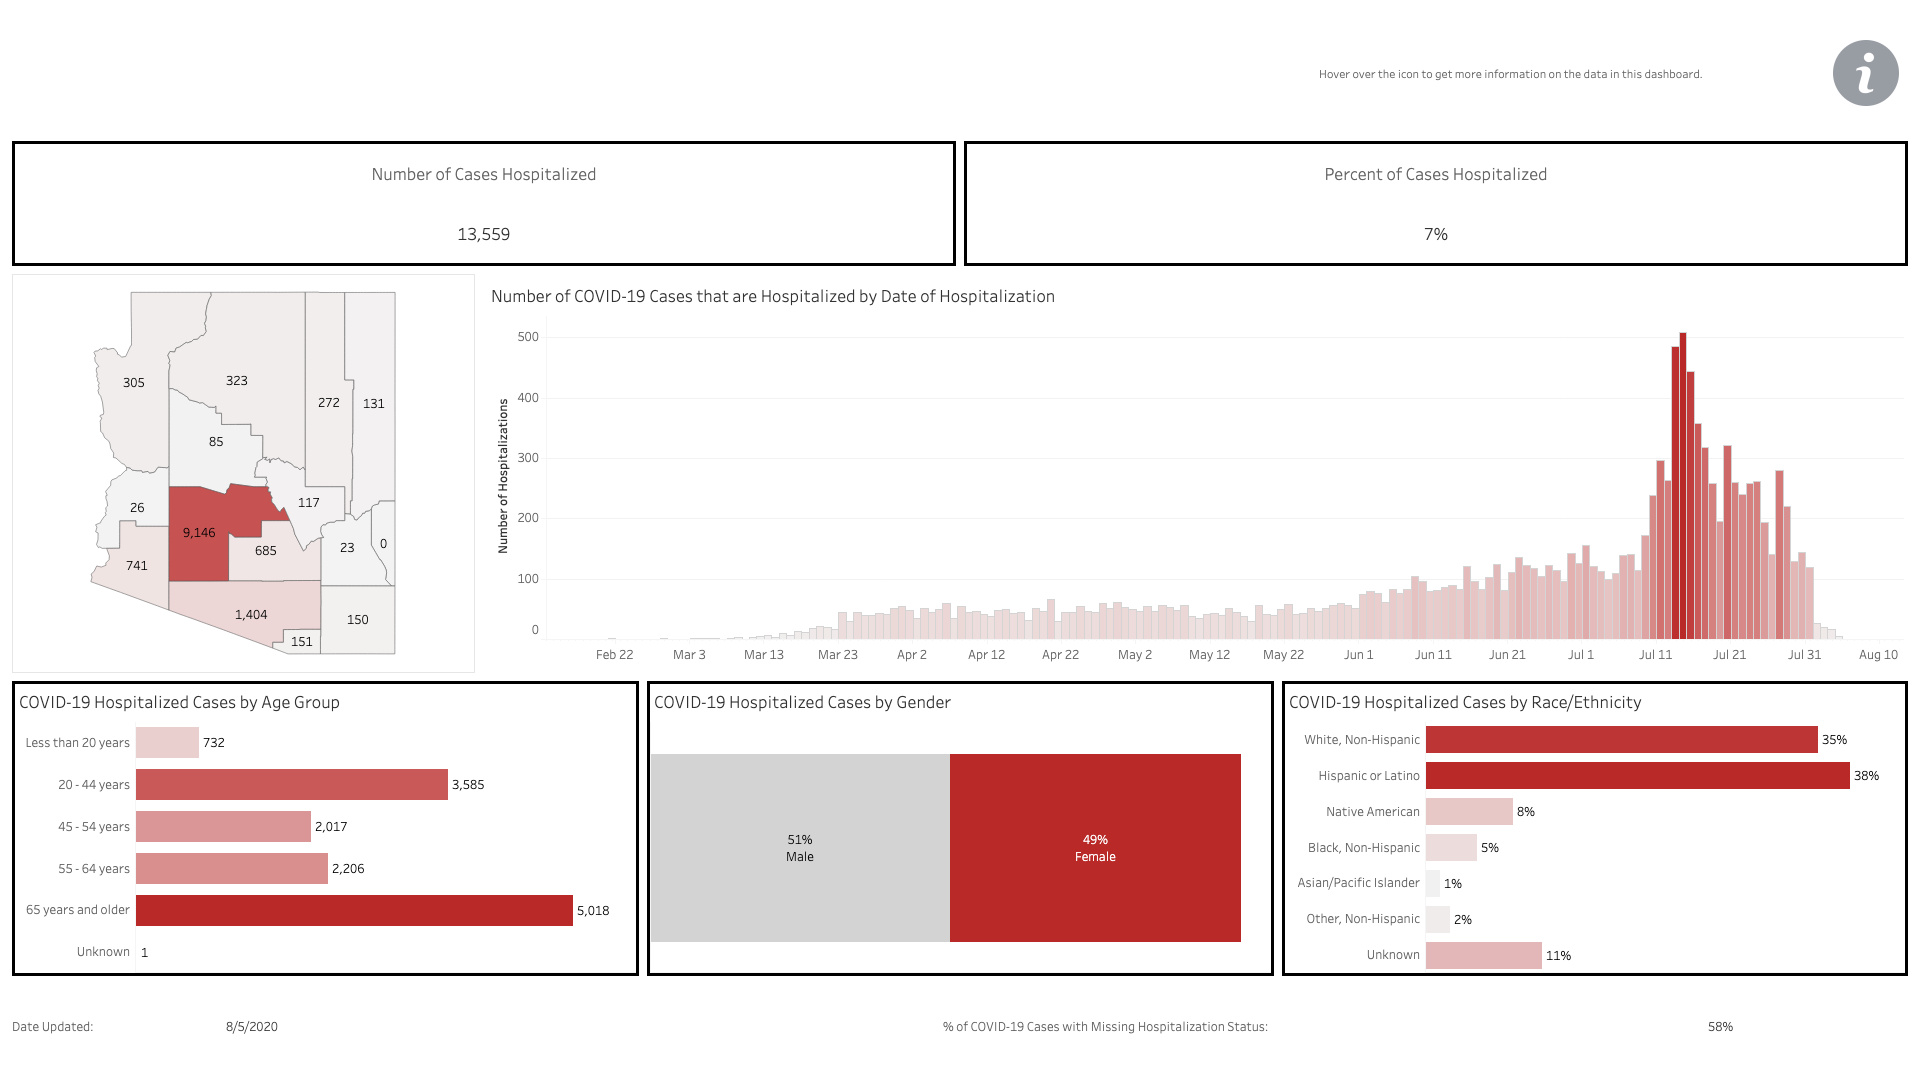 Hover over the icon to get more information on the data in this dashboard.
i
Number of Cases Hospitalized
13,559
Percent of Cases Hospitalized
7%
305
323
272
131
85
26
117
9,146
685
23
0
741
1,404
150
151
Number of COVID-19 Cases that are Hospitalized by Date of Hospitalization
Number of Hospitalizations
500
400
300
200
100
0
Feb 22 Mar 3 Mar 13 Mar 23 Apr 2 Apr 12 Apr 22 May 2 May 12 May 22 Jun 1 Jun 11 Jun 21 Jul 1 Jul 11 Jul 21 Jul 31 Aug 10
COVID-19 Hospitalized Cases by Age Group
Less than 20 years 732
20 - 44 years 3,585
45 - 54 years 2,017
55 - 64 years 2,206
65 years and older 5,018
Unknown 1
COVID-19 Hospitalized Cases by Gender
51%
Male
49%
Female
COVID-19 Hospitalized Cases by Race/Ethnicity
White, Non-Hispanic 35%
Hispanic or Latino 38%
Native American 8%
Black, Non-Hispanic 5%
Asian/Pacific Islander 1%
Other, Non-Hispanic 2%
Unknown 11%
Date Updated: 8/5/2020
% of COVID-19 Cases with Missing Hospitalization Status: 58%